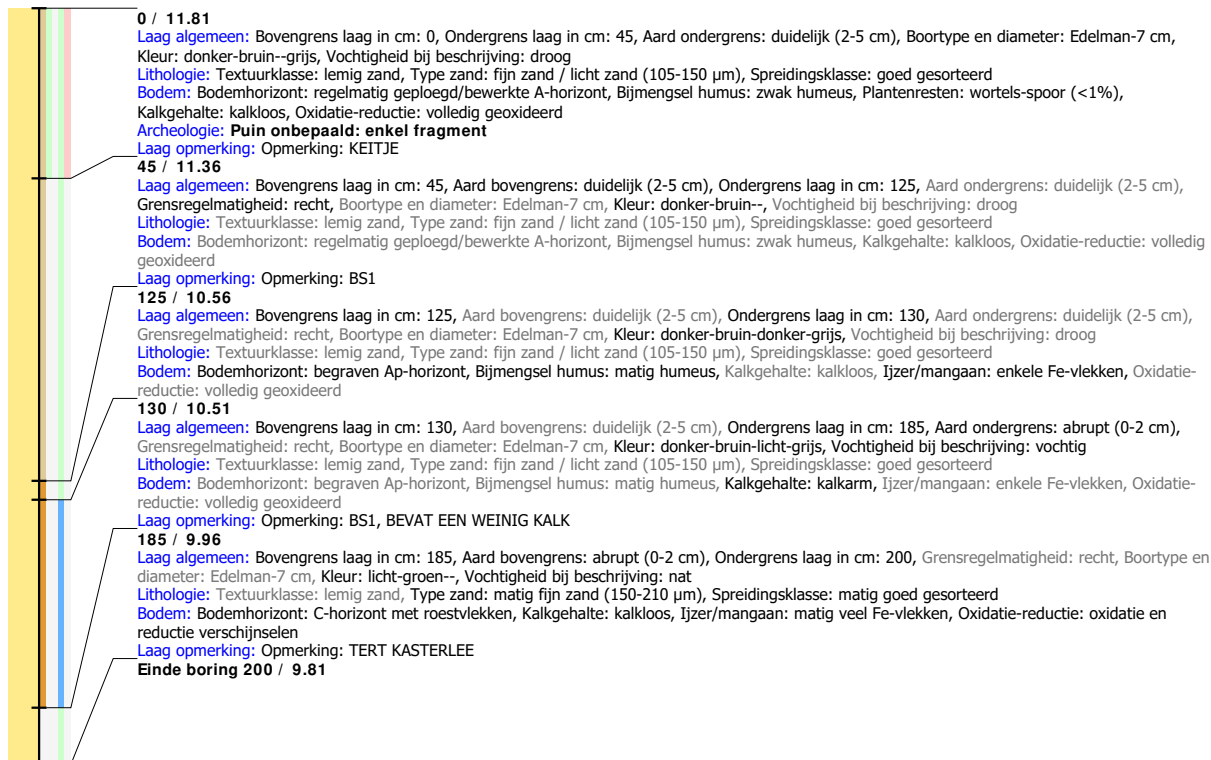 0 / 11.81
Laag algemeen: Bovengrens laag in cm: 0, Ondergrens laag in cm: 45, Aard ondergrens: duidelijk (2-5 cm), Boortype en diameter: Edelman-7 cm,
Kleur: donker-bruin--grijs, Vochtigheid bij beschrijving: droog
Lithologie: Textuurklasse: lemig zand, Type zand: fijn zand / licht zand (105-150 µm), Spreidingsklasse: goed gesorteerd
Bodem: Bodemhorizont: regelmatig geploegd/bewerkte A-horizont, Bijmengsel humus: zwak humeus, Plantenresten: wortels-spoor (<1%),
Kalkgehalte: kalkloos, Oxidatie-reductie: volledig geoxideerd
Archeologie: Puin onbepaald: enkel fragment
Laag opmerking: Opmerking: KEITJE
45 / 11.36
Laag algemeen: Bovengrens laag in cm: 45, Aard bovengrens: duidelijk (2-5 cm), Ondergrens laag in cm: 125, Aard ondergrens: duidelijk (2-5 cm),
Grensregelmatigheid: recht, Boortype en diameter: Edelman-7 cm, Kleur: donker-bruin--, Vochtigheid bij beschrijving: droog
Lithologie: Textuurklasse: lemig zand, Type zand: fijn zand / licht zand (105-150 µm), Spreidingsklasse: goed gesorteerd
Bodem: Bodemhorizont: regelmatig geploegd/bewerkte A-horizont, Bijmengsel humus: zwak humeus, Kalkgehalte: kalkloos, Oxidatie-reductie: volledig
geoxideerd
Laag opmerking: Opmerking: BS1
125 / 10.56
Laag algemeen: Bovengrens laag in cm: 125, Aard bovengrens: duidelijk (2-5 cm), Ondergrens laag in cm: 130, Aard ondergrens: duidelijk (2-5 cm),
Grensregelmatigheid: recht, Boortype en diameter: Edelman-7 cm, Kleur: donker-bruin-donker-grijs, Vochtigheid bij beschrijving: droog
Lithologie: Textuurklasse: lemig zand, Type zand: fijn zand / licht zand (105-150 µm), Spreidingsklasse: goed gesorteerd
Bodem: Bodemhorizont: begraven Ap-horizont, Bijmengsel humus: matig humeus, Kalkgehalte: kalkloos, Ijzer/mangaan: enkele Fe-vlekken, Oxidatie-
reductie: volledig geoxideerd
130 / 10.51
Laag algemeen: Bovengrens laag in cm: 130, Aard bovengrens: duidelijk (2-5 cm), Ondergrens laag in cm: 185, Aard ondergrens: abrupt (0-2 cm),
Grensregelmatigheid: recht, Boortype en diameter: Edelman-7 cm, Kleur: donker-bruin-licht-grijs, Vochtigheid bij beschrijving: vochtig
Lithologie: Textuurklasse: lemig zand, Type zand: fijn zand / licht zand (105-150 µm), Spreidingsklasse: goed gesorteerd
Bodem: Bodemhorizont: begraven Ap-horizont, Bijmengsel humus: matig humeus, Kalkgehalte: kalkarm, Ijzer/mangaan: enkele Fe-vlekken, Oxidatie-
reductie: volledig geoxideerd
Laag opmerking: Opmerking: BS1, BEVAT EEN WEINIG KALK
185 / 9.96
Laag algemeen: Bovengrens laag in cm: 185, Aard bovengrens: abrupt (0-2 cm), Ondergrens laag in cm: 200, Grensregelmatigheid: recht, Boortype en
diameter: Edelman-7 cm, Kleur: licht-groen--, Vochtigheid bij beschrijving: nat
Lithologie: Textuurklasse: lemig zand, Type zand: matig fijn zand (150-210 µm), Spreidingsklasse: matig goed gesorteerd
Bodem: Bodemhorizont: C-horizont met roestvlekken, Kalkgehalte: kalkloos, Ijzer/mangaan: matig veel Fe-vlekken, Oxidatie-reductie: oxidatie en
reductie verschijnselen
Laag opmerking: Opmerking: TERT KASTERLEE
Einde boring 200 / 9.81